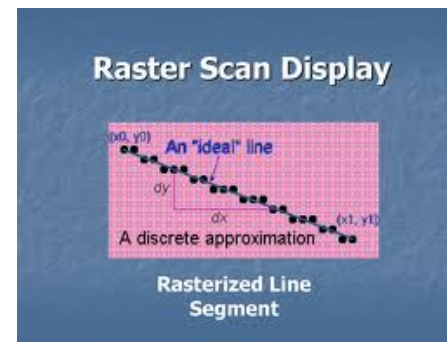 Raster Scan Display
(x0, y0)
An "ideal" line
dy
dx
(x1, y1)
A discrete approximation
Rasterized Line
Segment